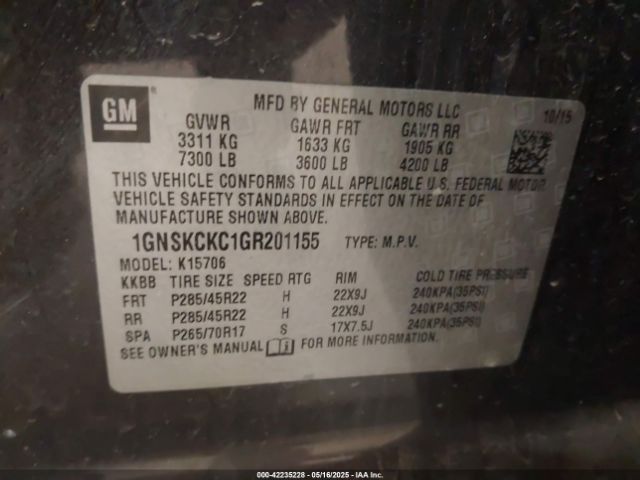 GM
®
MFD BY GENERAL MOTORS LLC
10/15
GVWR GAWR FRT GAWR RR
3311 KG 1633 KG 1905 KG
7300 LB 3600 LB 4200 LB
THIS VEHICLE CONFORMS TO ALL APPLICABLE U.S. FEDERAL MOTOR
VEHICLE SAFETY STANDARDS IN EFFECT ON THE DATE OF
MANUFACTURE SHOWN ABOVE.
1GNSKCKC1GR201155 TYPE: M.P.V.
MODEL: K15706
KKBB TIRE SIZE SPEED RTG RIM COLD TIRE PRESSURE
FRT P285/45R22 H 22X9J 240KPA(35PSI)
RR P285/45R22 H 22X9J 240KPA(35PSI)
SPA P265/70R17 S 17X7.5J 240KPA(35PSI)
SEE OWNER'S MANUAL FOR MORE INFORMATION.
000-42235228 - 05/16/2025 - IAA Inc.